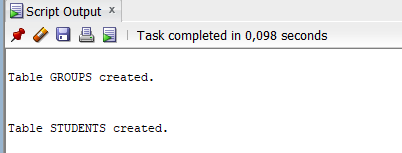 Script Output x
Task completed in 0,098 seconds
Table GROUPS created.
Table STUDENTS created.